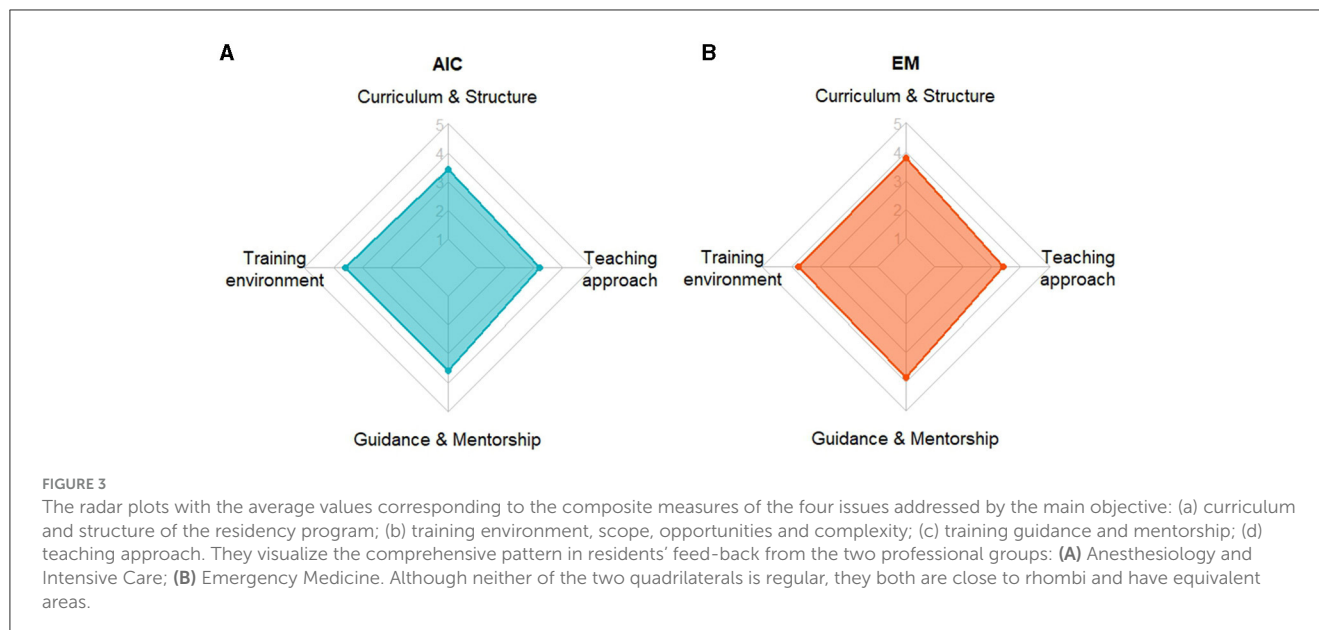 A
AIC
Curriculum & Structure
5
4
3
2
1
Training
environment
Teaching
approach
Guidance & Mentorship
B
EM
Curriculum & Structure
5
4
3
2
1
Training
environment
Teaching
approach
Guidance & Mentorship
FIGURE 3
The radar plots with the average values corresponding to the composite measures of the four issues addressed by the main objective: (a) curriculum
and structure of the residency program; (b) training environment, scope, opportunities and complexity; (c) training guidance and mentorship; (d)
teaching approach. They visualize the comprehensive pattern in residents' feed-back from the two professional groups: (A) Anesthesiology and
Intensive Care; (B) Emergency Medicine. Although neither of the two quadrilaterals is regular, they both are close to rhombi and have equivalent
areas.